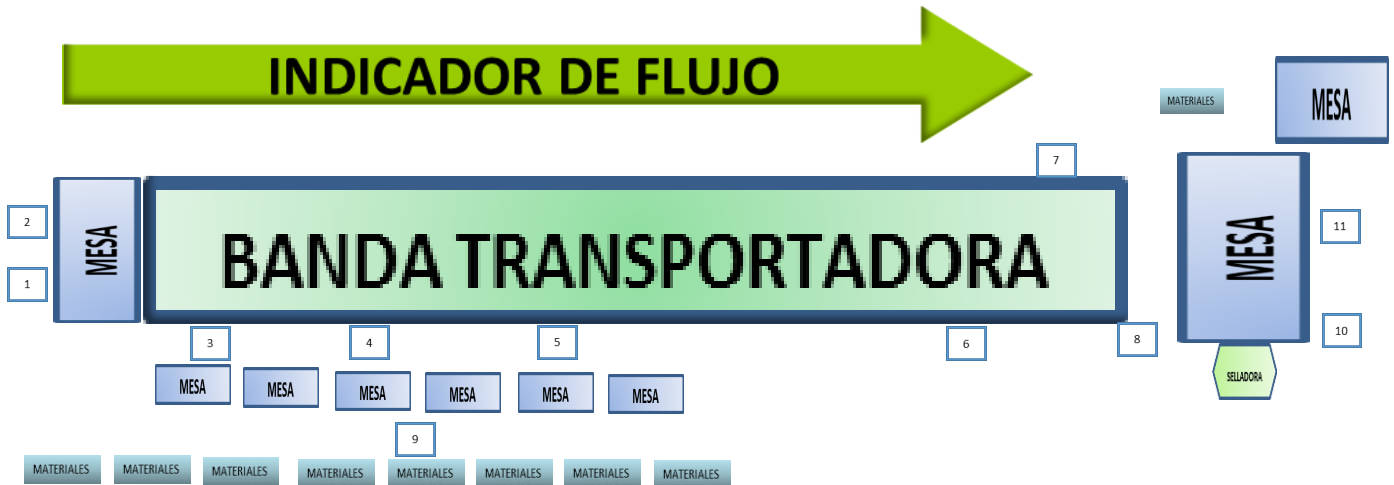 INDICADOR DE FLUJO
MATERIALES
MESA
7
2
1
MESA
BANDA TRANSPORTADORA
MESA
11
10
3
4
5
6
8
SELLADORA
MESA
MESA
MESA
MESA
MESA
MESA
9
MATERIALES
MATERIALES
MATERIALES
MATERIALES
MATERIALES
MATERIALES
MATERIALES
MATERIALES